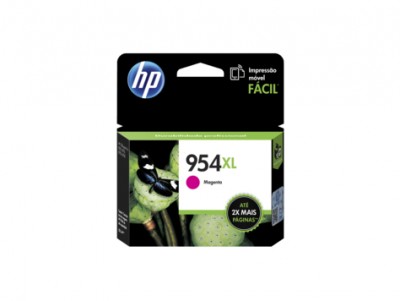 hp
Impressão
móvel
FÁCIL
954XL
Magenta
ATÉ
2X MAIS
PÁGINAS